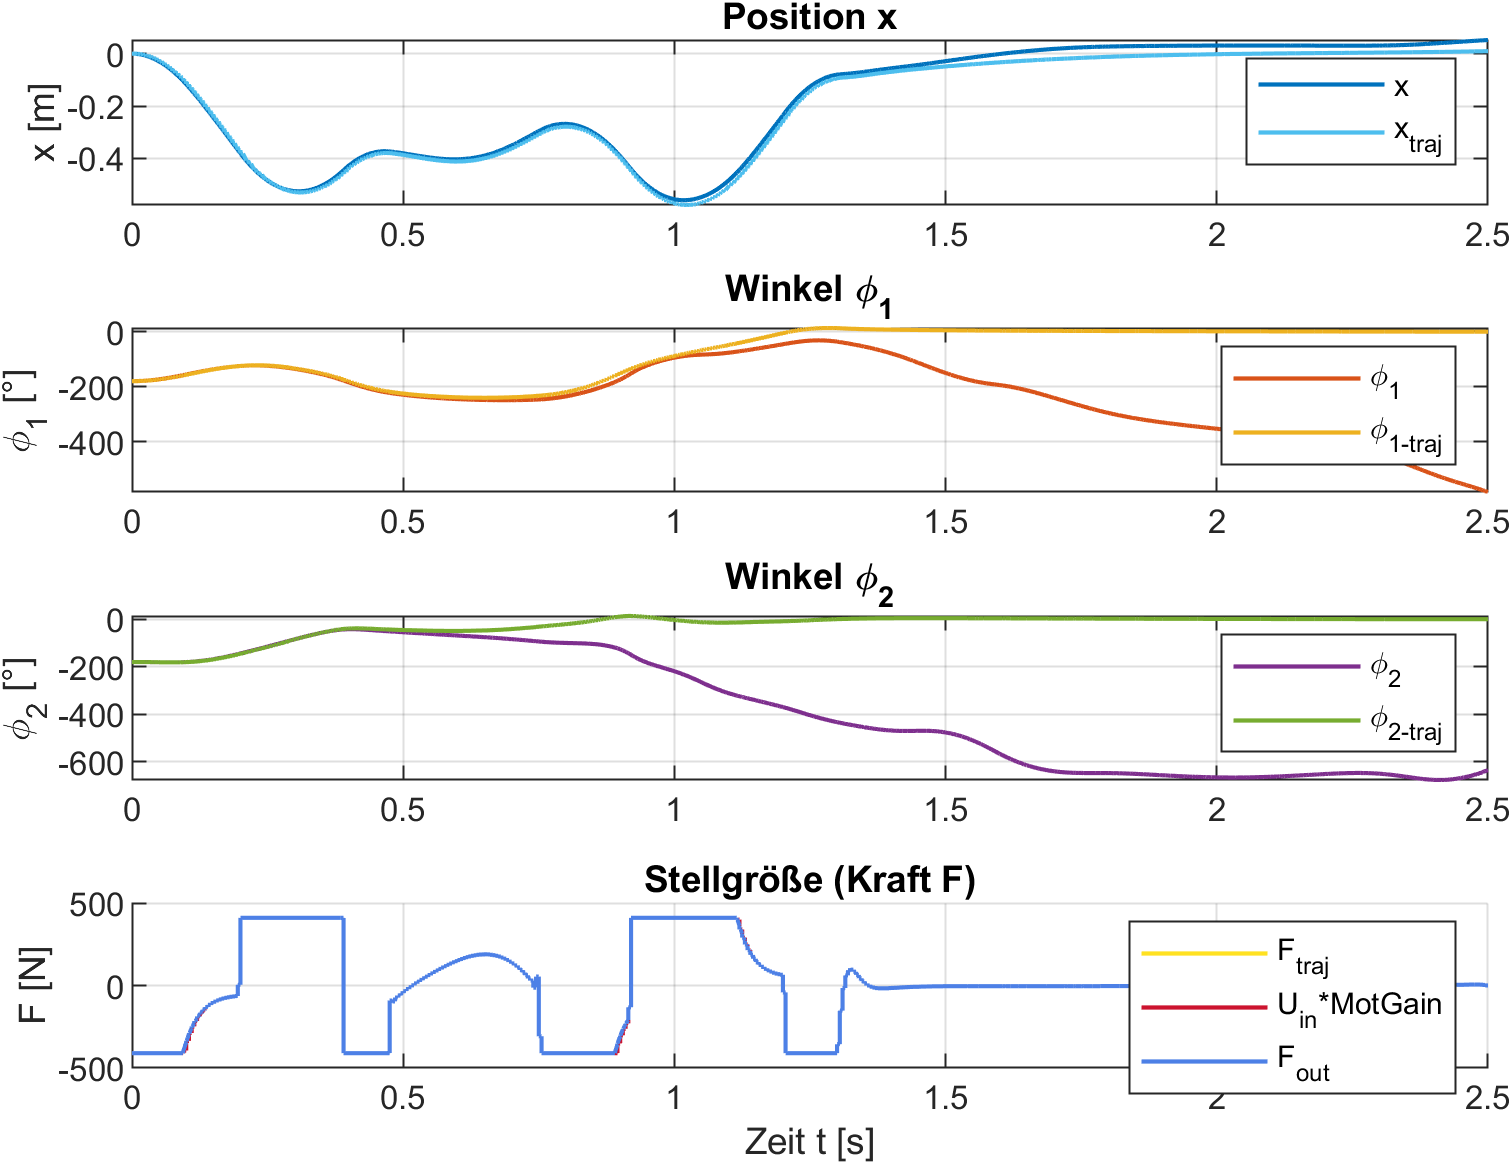 Position x
x [m]
0
-0.2
-0.4
0
0.5
1
1.5
2
2.5
x
x_traj
Winkel ϕ_1
ϕ_1 [°]
0
-200
-400
0
0.5
1
1.5
2
2.5
ϕ_1
ϕ_1-traj
Winkel ϕ_2
ϕ_2 [°]
0
-200
-400
-600
0
0.5
1
1.5
2
2.5
ϕ_2
ϕ_2-traj
Stellgröße (Kraft F)
F [N]
500
0
-500
0
0.5
1
1.5
2
2.5
F_traj
U_in*MotGain
F_out
Zeit t [s]